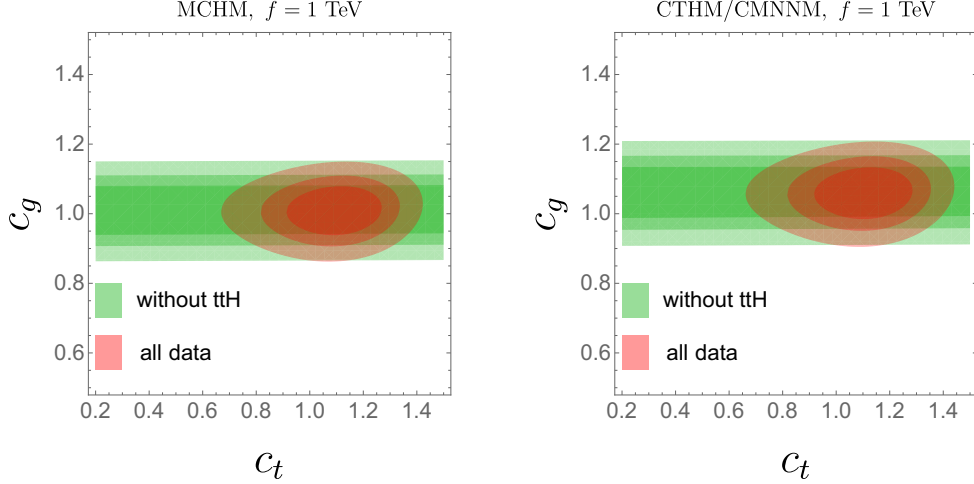 MCHM, f = 1 TeV
1.4
1.2
1.0
0.8
0.6
c_g
without ttH
all data
0.2 0.4 0.6 0.8 1.0 1.2 1.4
c_t
CTHM/CMNNM, f = 1 TeV
1.4
1.2
1.0
0.8
0.6
c_g
without ttH
all data
0.2 0.4 0.6 0.8 1.0 1.2 1.4
c_t